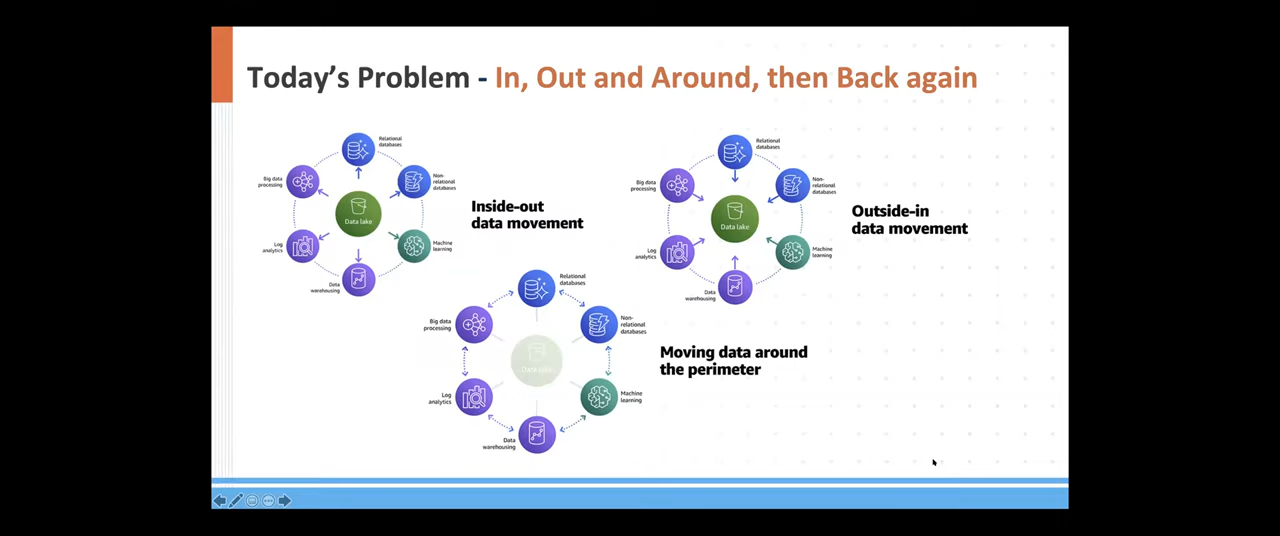 Today's Problem - In, Out and Around, then Back again
Relational
databases
Big data
processing
Non-
relational
databases
Data lake
Log
analytics
Machine
learning
Data
warehousing
Inside-out
data movement
Relational
databases
Big data
processing
Non-
relational
databases
Data lake
Log
analytics
Machine
learning
Data
warehousing
Outside-in
data movement
Relational
databases
Big data
processing
Non-
relational
databases
Data lake
Log
analytics
Machine
learning
Data
warehousing
Moving data around
the perimeter